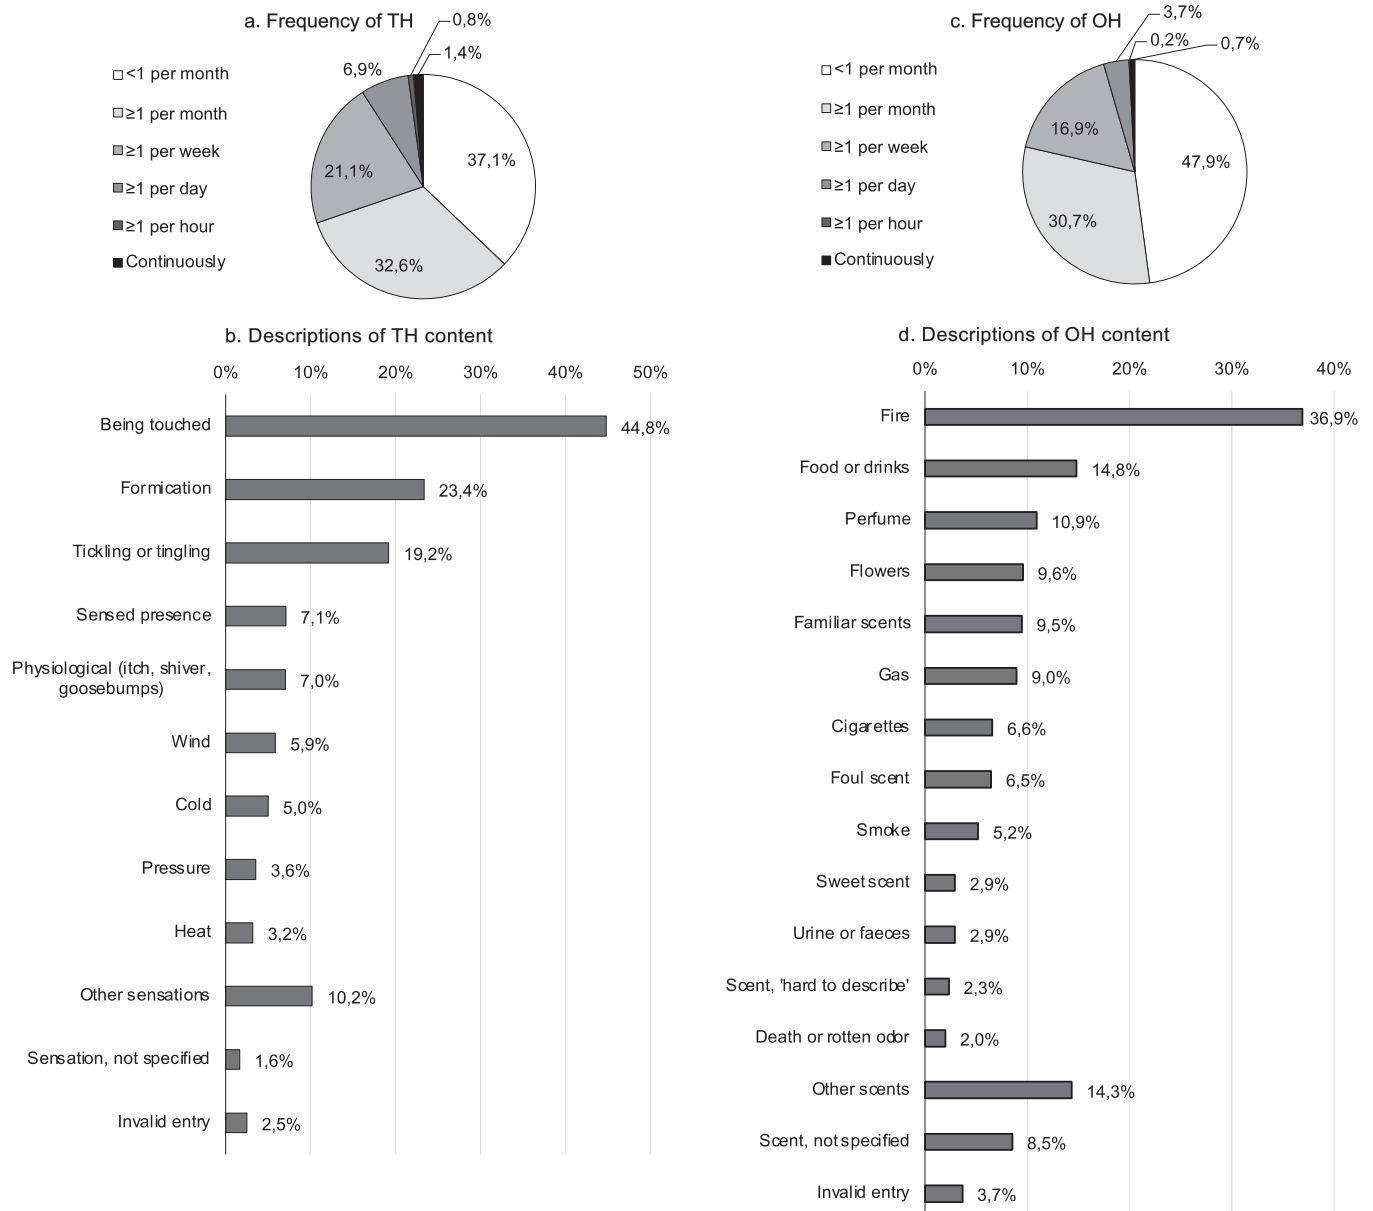 a. Frequency of TH
0,8%
1,4%
6,9%
<1 per month
≥1 per month
≥1 per week
≥1 per day
≥1 per hour
Continuously
37,1%
21,1%
32,6%
c. Frequency of OH
3,7%
0,2%
0,7%
<1 per month
≥1 per month
≥1 per week
≥1 per day
≥1 per hour
Continuously
16,9%
47,9%
30,7%
b. Descriptions of TH content
0% 10% 20% 30% 40% 50%
Being touched 44,8%
Formication 23,4%
Tickling or tingling 19,2%
Sensed presence 7,1%
Physiological (itch, shiver,
goosebumps) 7,0%
Wind 5,9%
Cold 5,0%
Pressure 3,6%
Heat 3,2%
Other sensations 10,2%
Sensation, not specified 1,6%
Invalid entry 2,5%
d. Descriptions of OH content
0% 10% 20% 30% 40%
Fire 36,9%
Food or drinks 14,8%
Perfume 10,9%
Flowers 9,6%
Familiar scents 9,5%
Gas 9,0%
Cigarettes 6,6%
Foul scent 6,5%
Smoke 5,2%
Sweet scent 2,9%
Urine or faeces 2,9%
Scent, 'hard to describe' 2,3%
Death or rotten odor 2,0%
Other scents 14,3%
Scent, not specified 8,5%
Invalid entry 3,7%